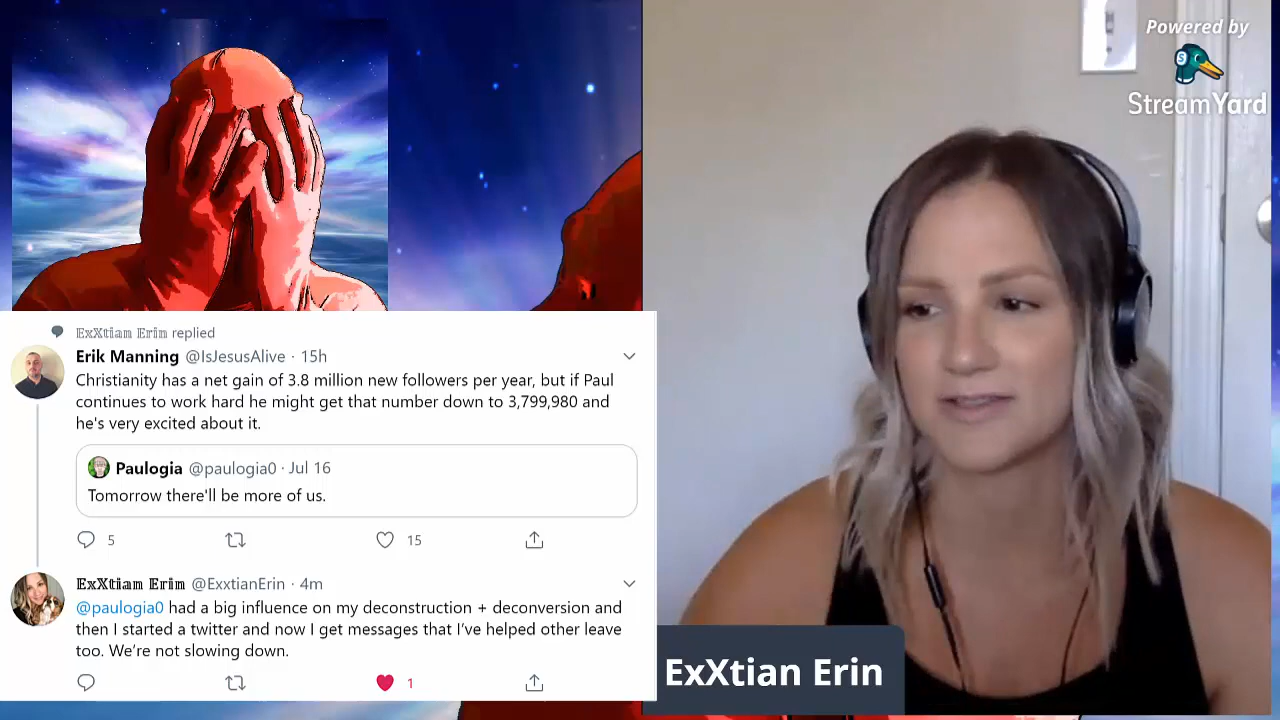 Powered by
StreamYard
ExXtian Erin replied
Erik Manning @IsJesusAlive · 15h
Christianity has a net gain of 3.8 million new followers per year, but if Paul
continues to work hard he might get that number down to 3,799,980 and
he's very excited about it.
Paulogia @paulogia0 · Jul 16
Tomorrow there'll be more of us.
5
15
ExXtian Erin @ExxtianErin · 4m
@paulogia0 had a big influence on my deconstruction + deconversion and
then I started a twitter and now I get messages that I've helped other leave
too. We're not slowing down.
1
ExXtian Erin